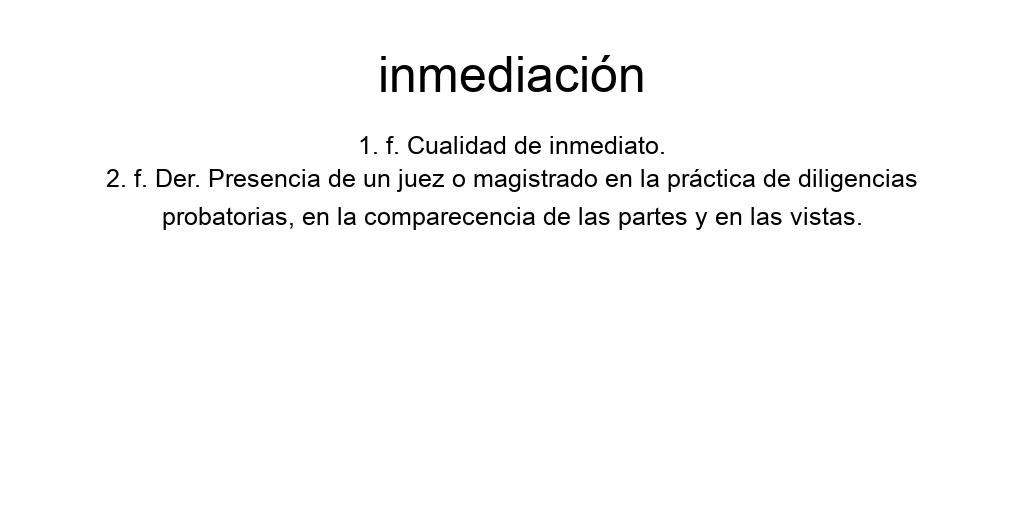 inmediación
1. f. Cualidad de inmediato.
2. f. Der. Presencia de un juez o magistrado en la práctica de diligencias
probatorias, en la comparecencia de las partes y en las vistas.